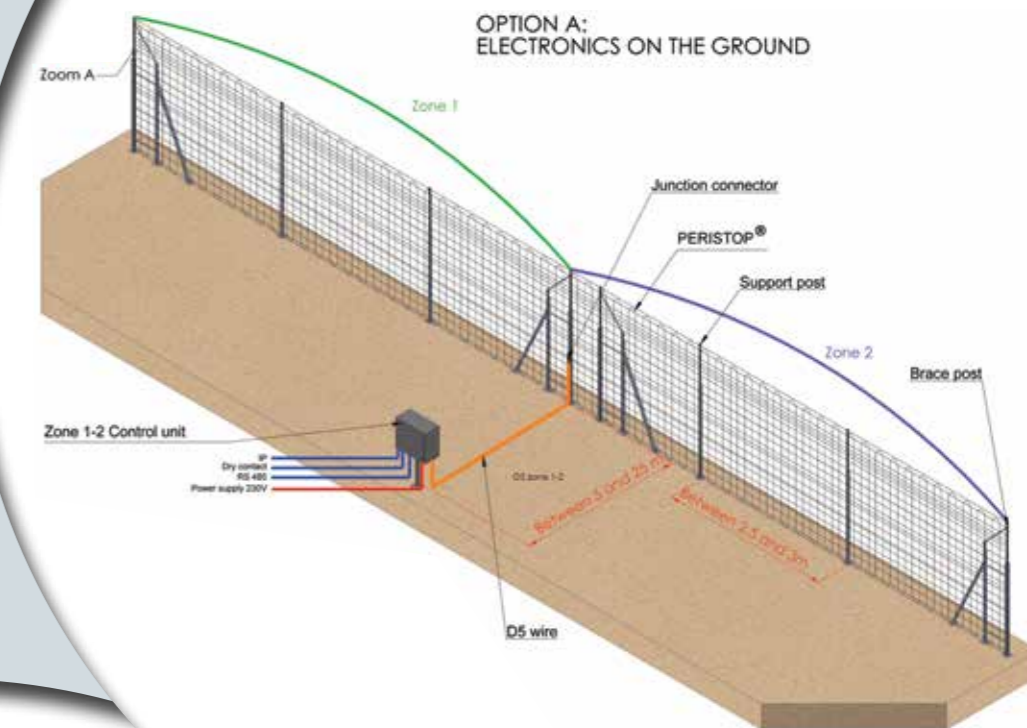 OPTION A:
ELECTRONICS ON THE GROUND
Zoom A
Zone 1
Junction connector
PERISTOP®
Support post
Zone 2
Brace post
Zone 1-2 Control unit
IP
Dry contact
RS 485
Power supply 230V
D5 zone 1-2
Between 5 and 25 m
Between 2.5 and 3m
D5 wire